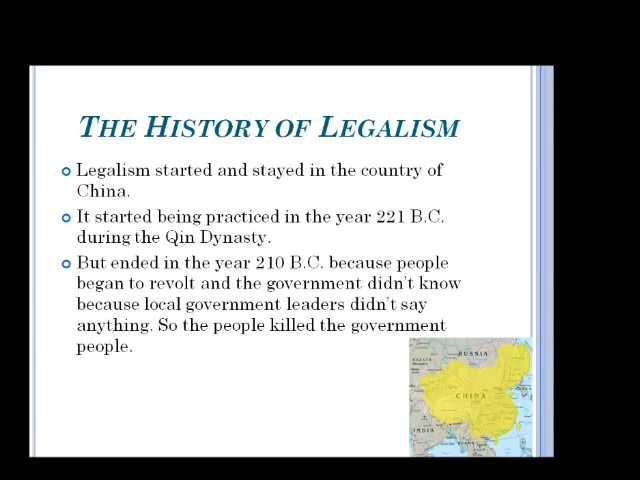 THE HISTORY OF LEGALISM
Legalism started and stayed in the country of
China.
It started being practiced in the year 221 B.C.
during the Qin Dynasty.
But ended in the year 210 B.C. because people
began to revolt and the government didn't know
because local government leaders didn't say
anything. So the people killed the government
people.
RUSSIA
CHINA
INDIA